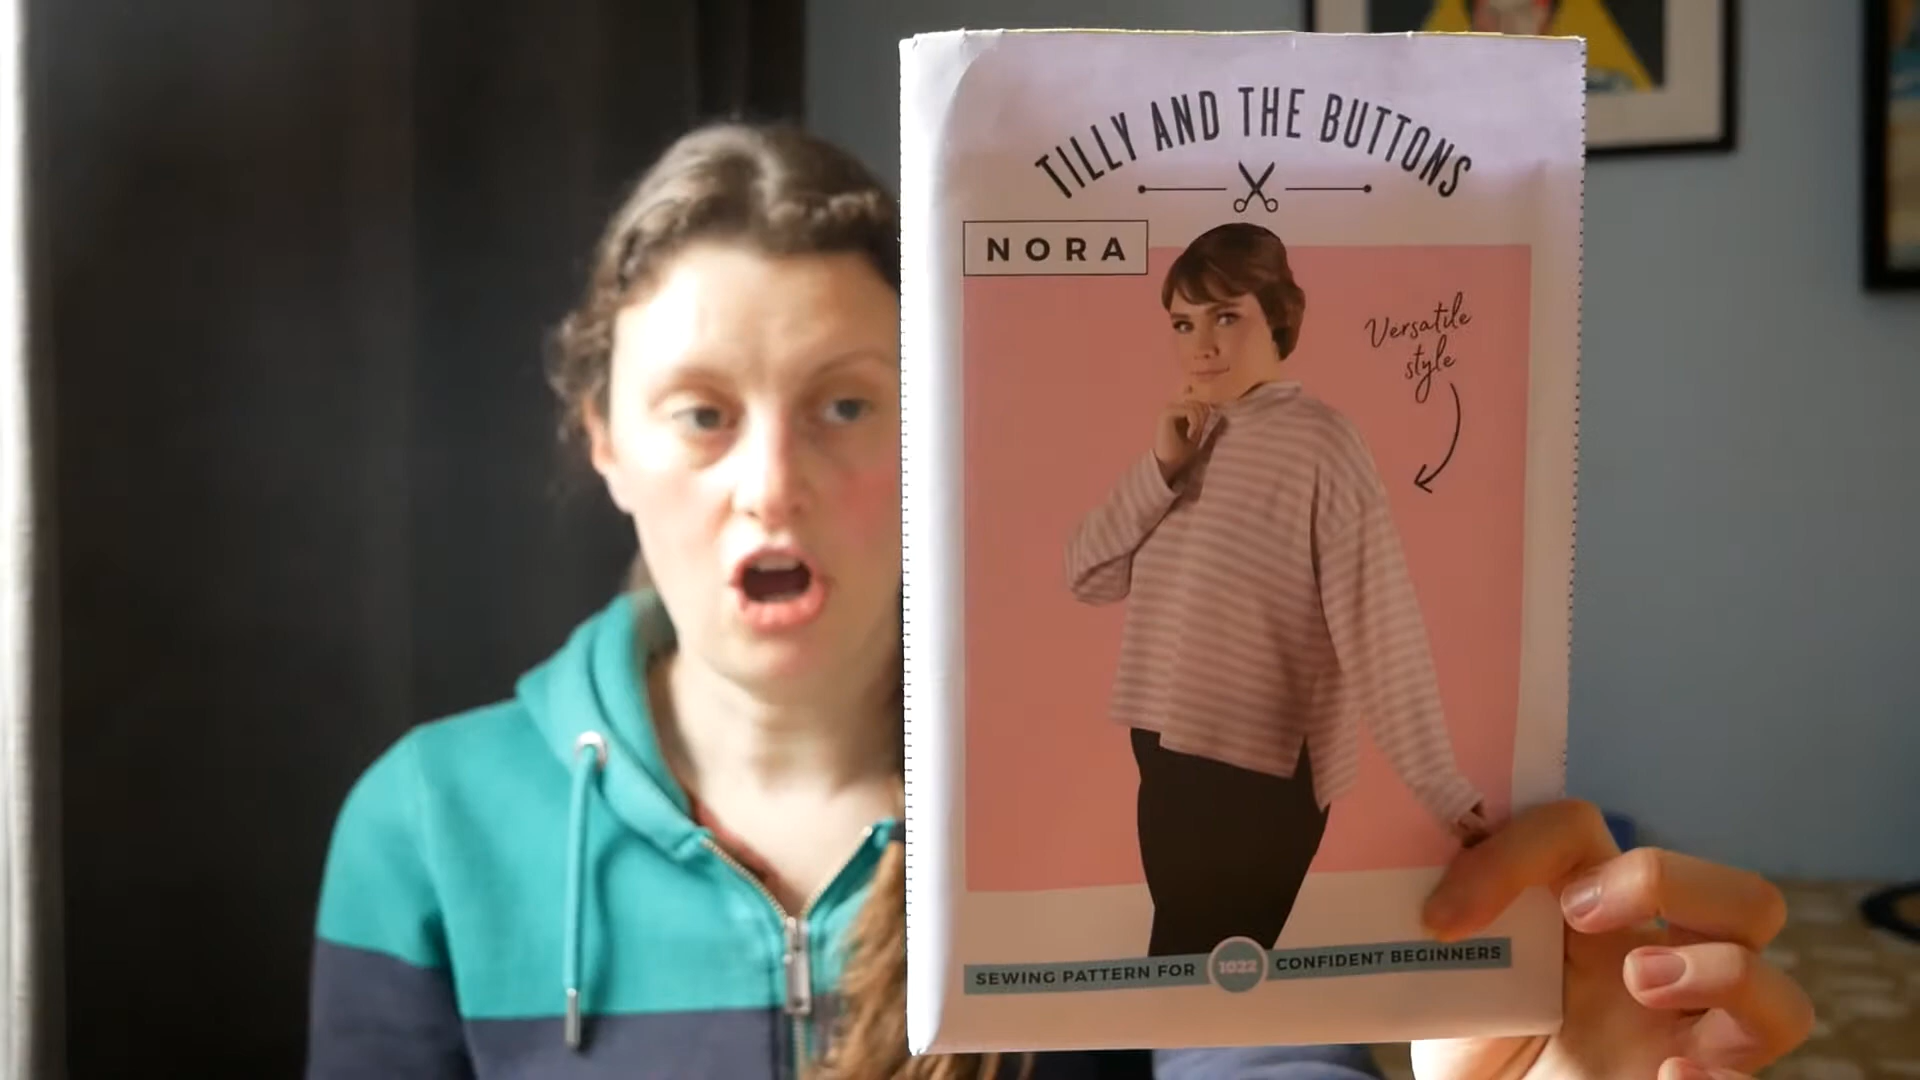 TILLY AND THE BUTTONS
NORA
Versatile
style
SEWING PATTERN FOR 1022 CONFIDENT BEGINNERS